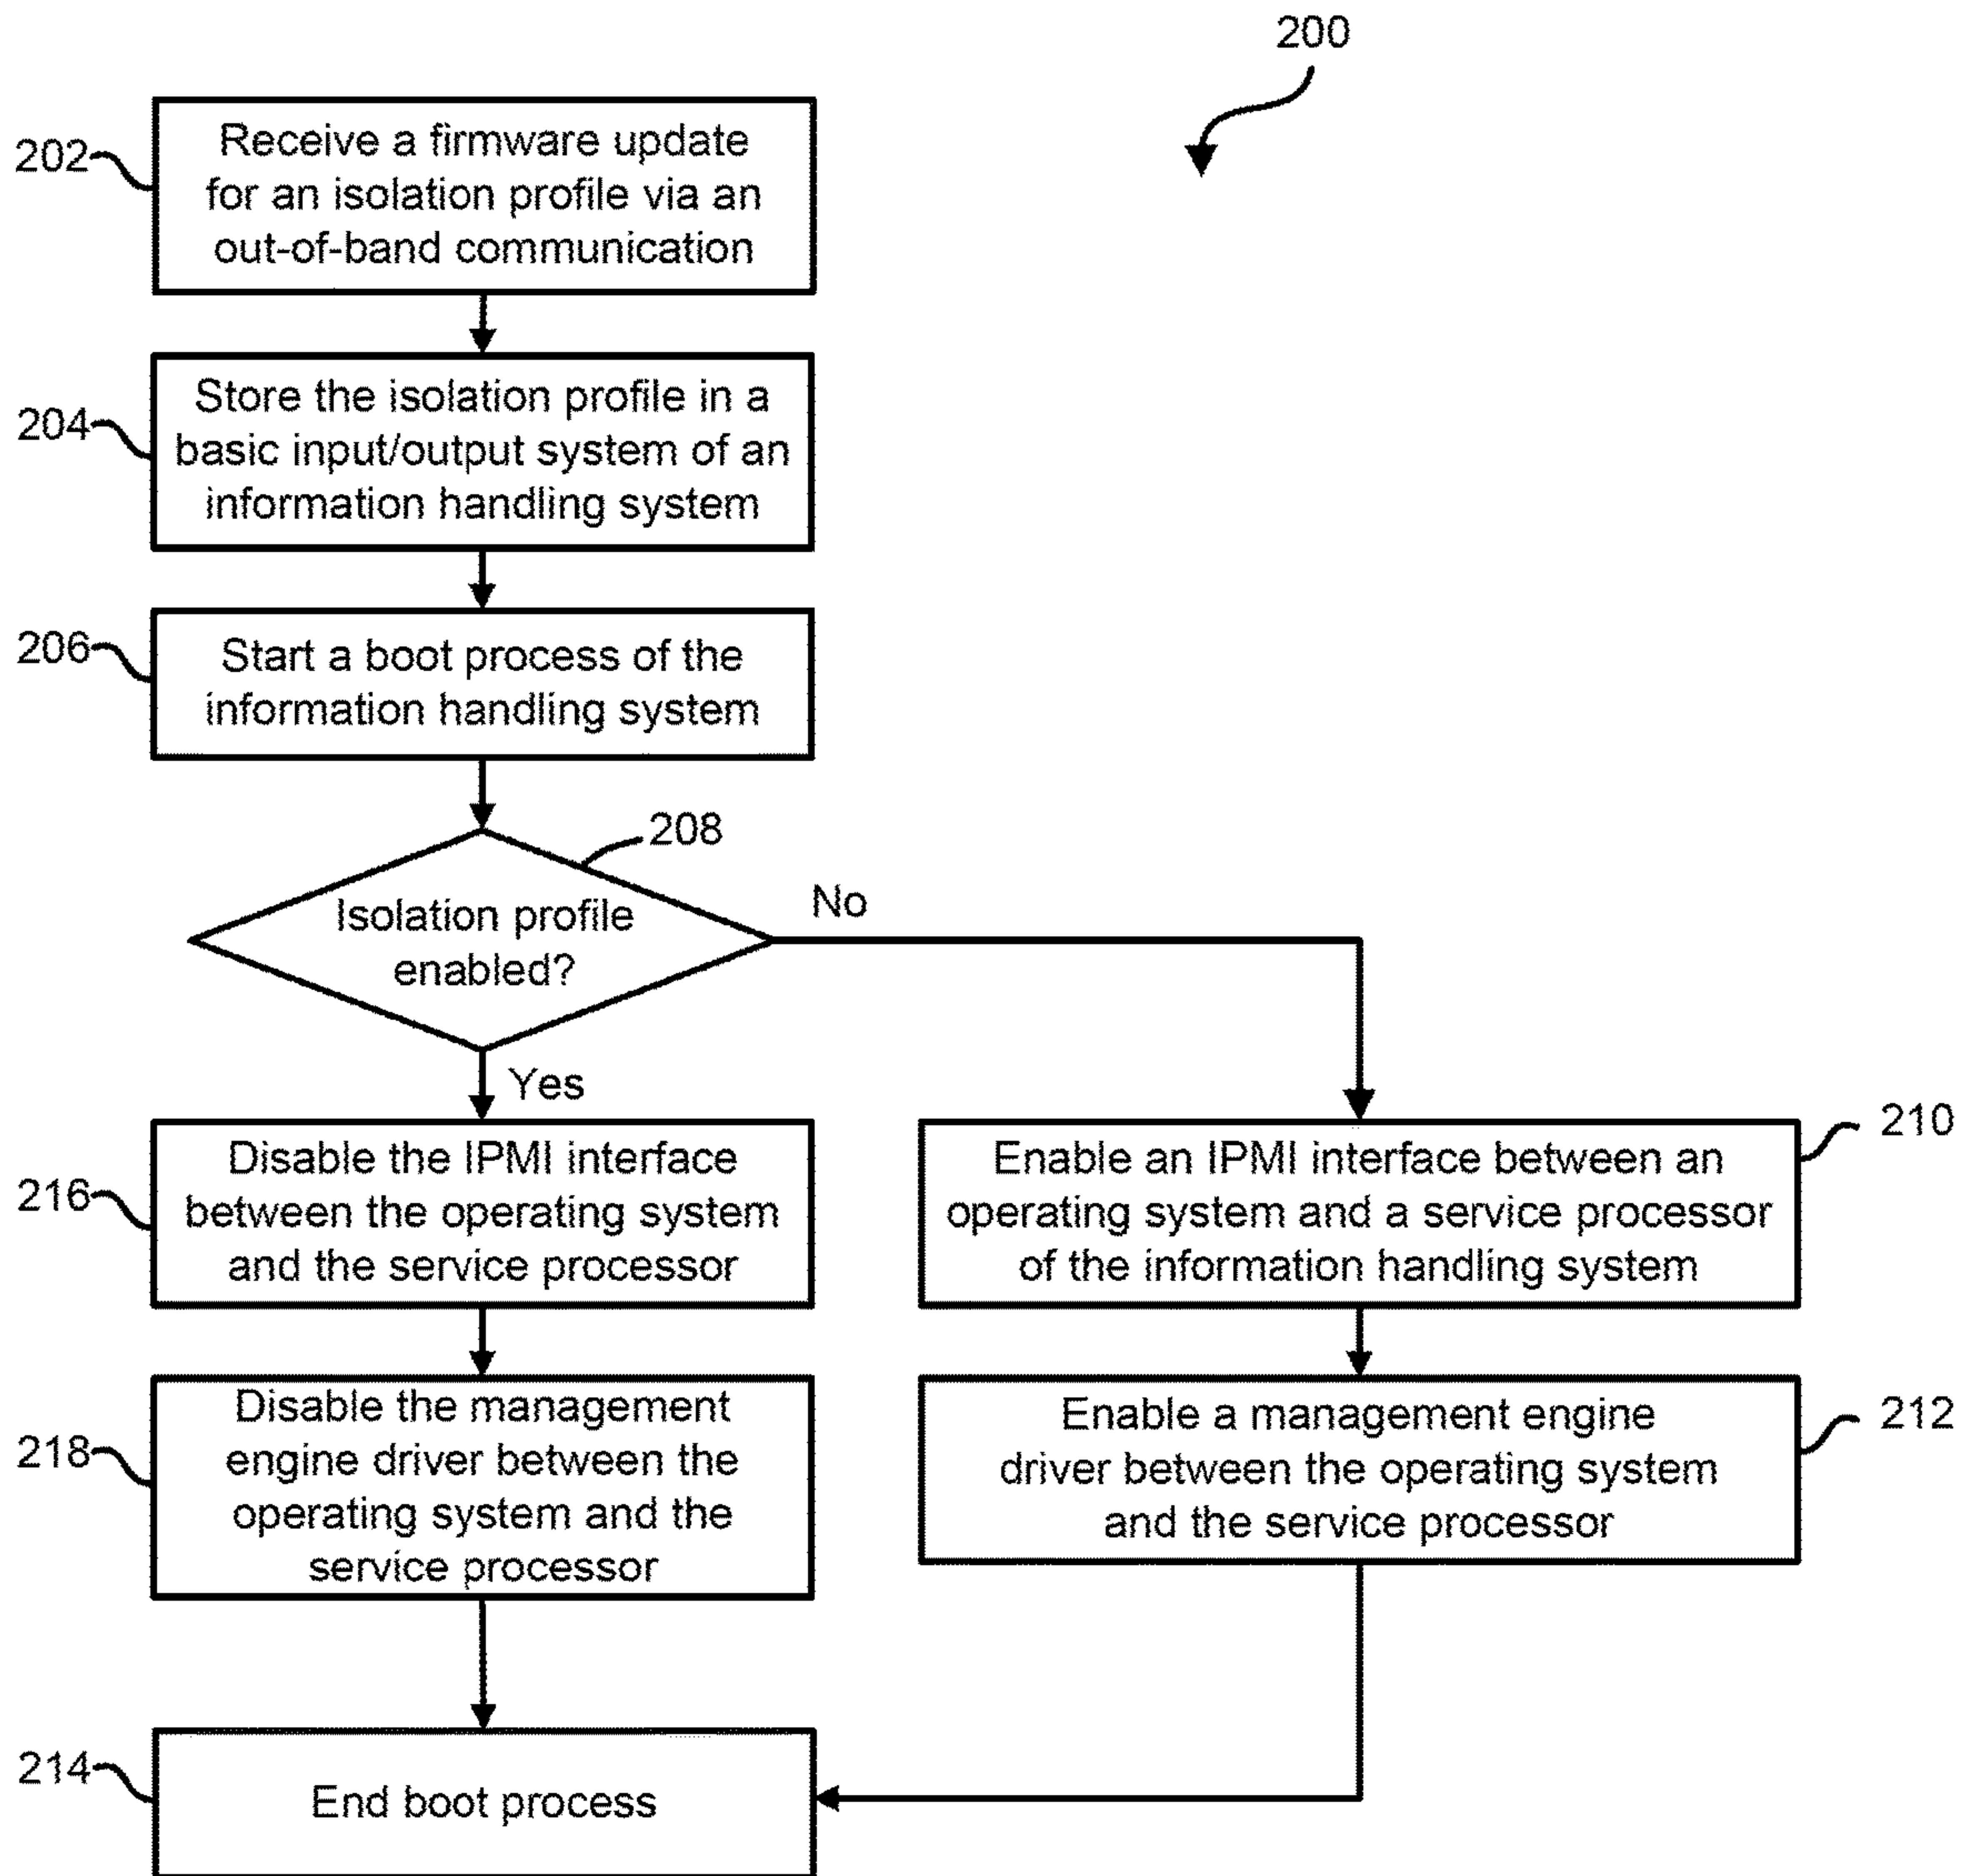 200
202
Receive a firmware update
for an isolation profile via an
out-of-band communication
204
Store the isolation profile in a
basic input/output system of an
information handling system
206
Start a boot process of the
information handling system
208
Isolation profile
enabled?
No
Yes
216
Disable the IPMI interface
between the operating system
and the service processor
210
Enable an IPMI interface between an
operating system and a service processor
of the information handling system
218
Disable the management
engine driver between the
operating system and the
service processor
212
Enable a management engine
driver between the operating system
and the service processor
214
End boot process